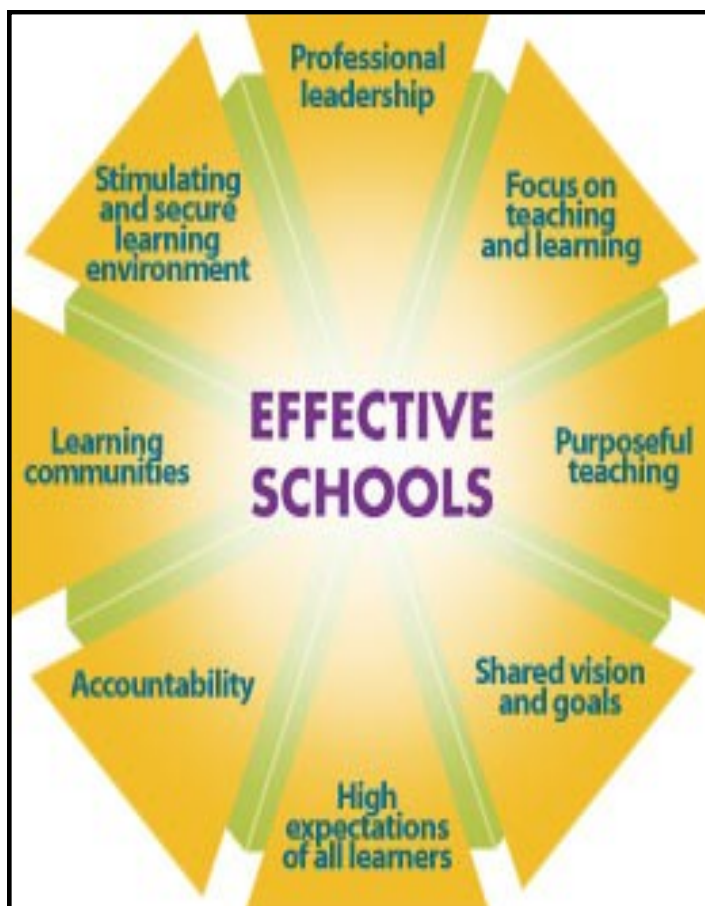 Professional
leadership
Focus on
teaching
and learning
Purposeful
teaching
Shared vision
and goals
High
expectations
of all learners
Accountability
Learning
communities
Stimulating
and secure
learning
environment
EFFECTIVE
SCHOOLS